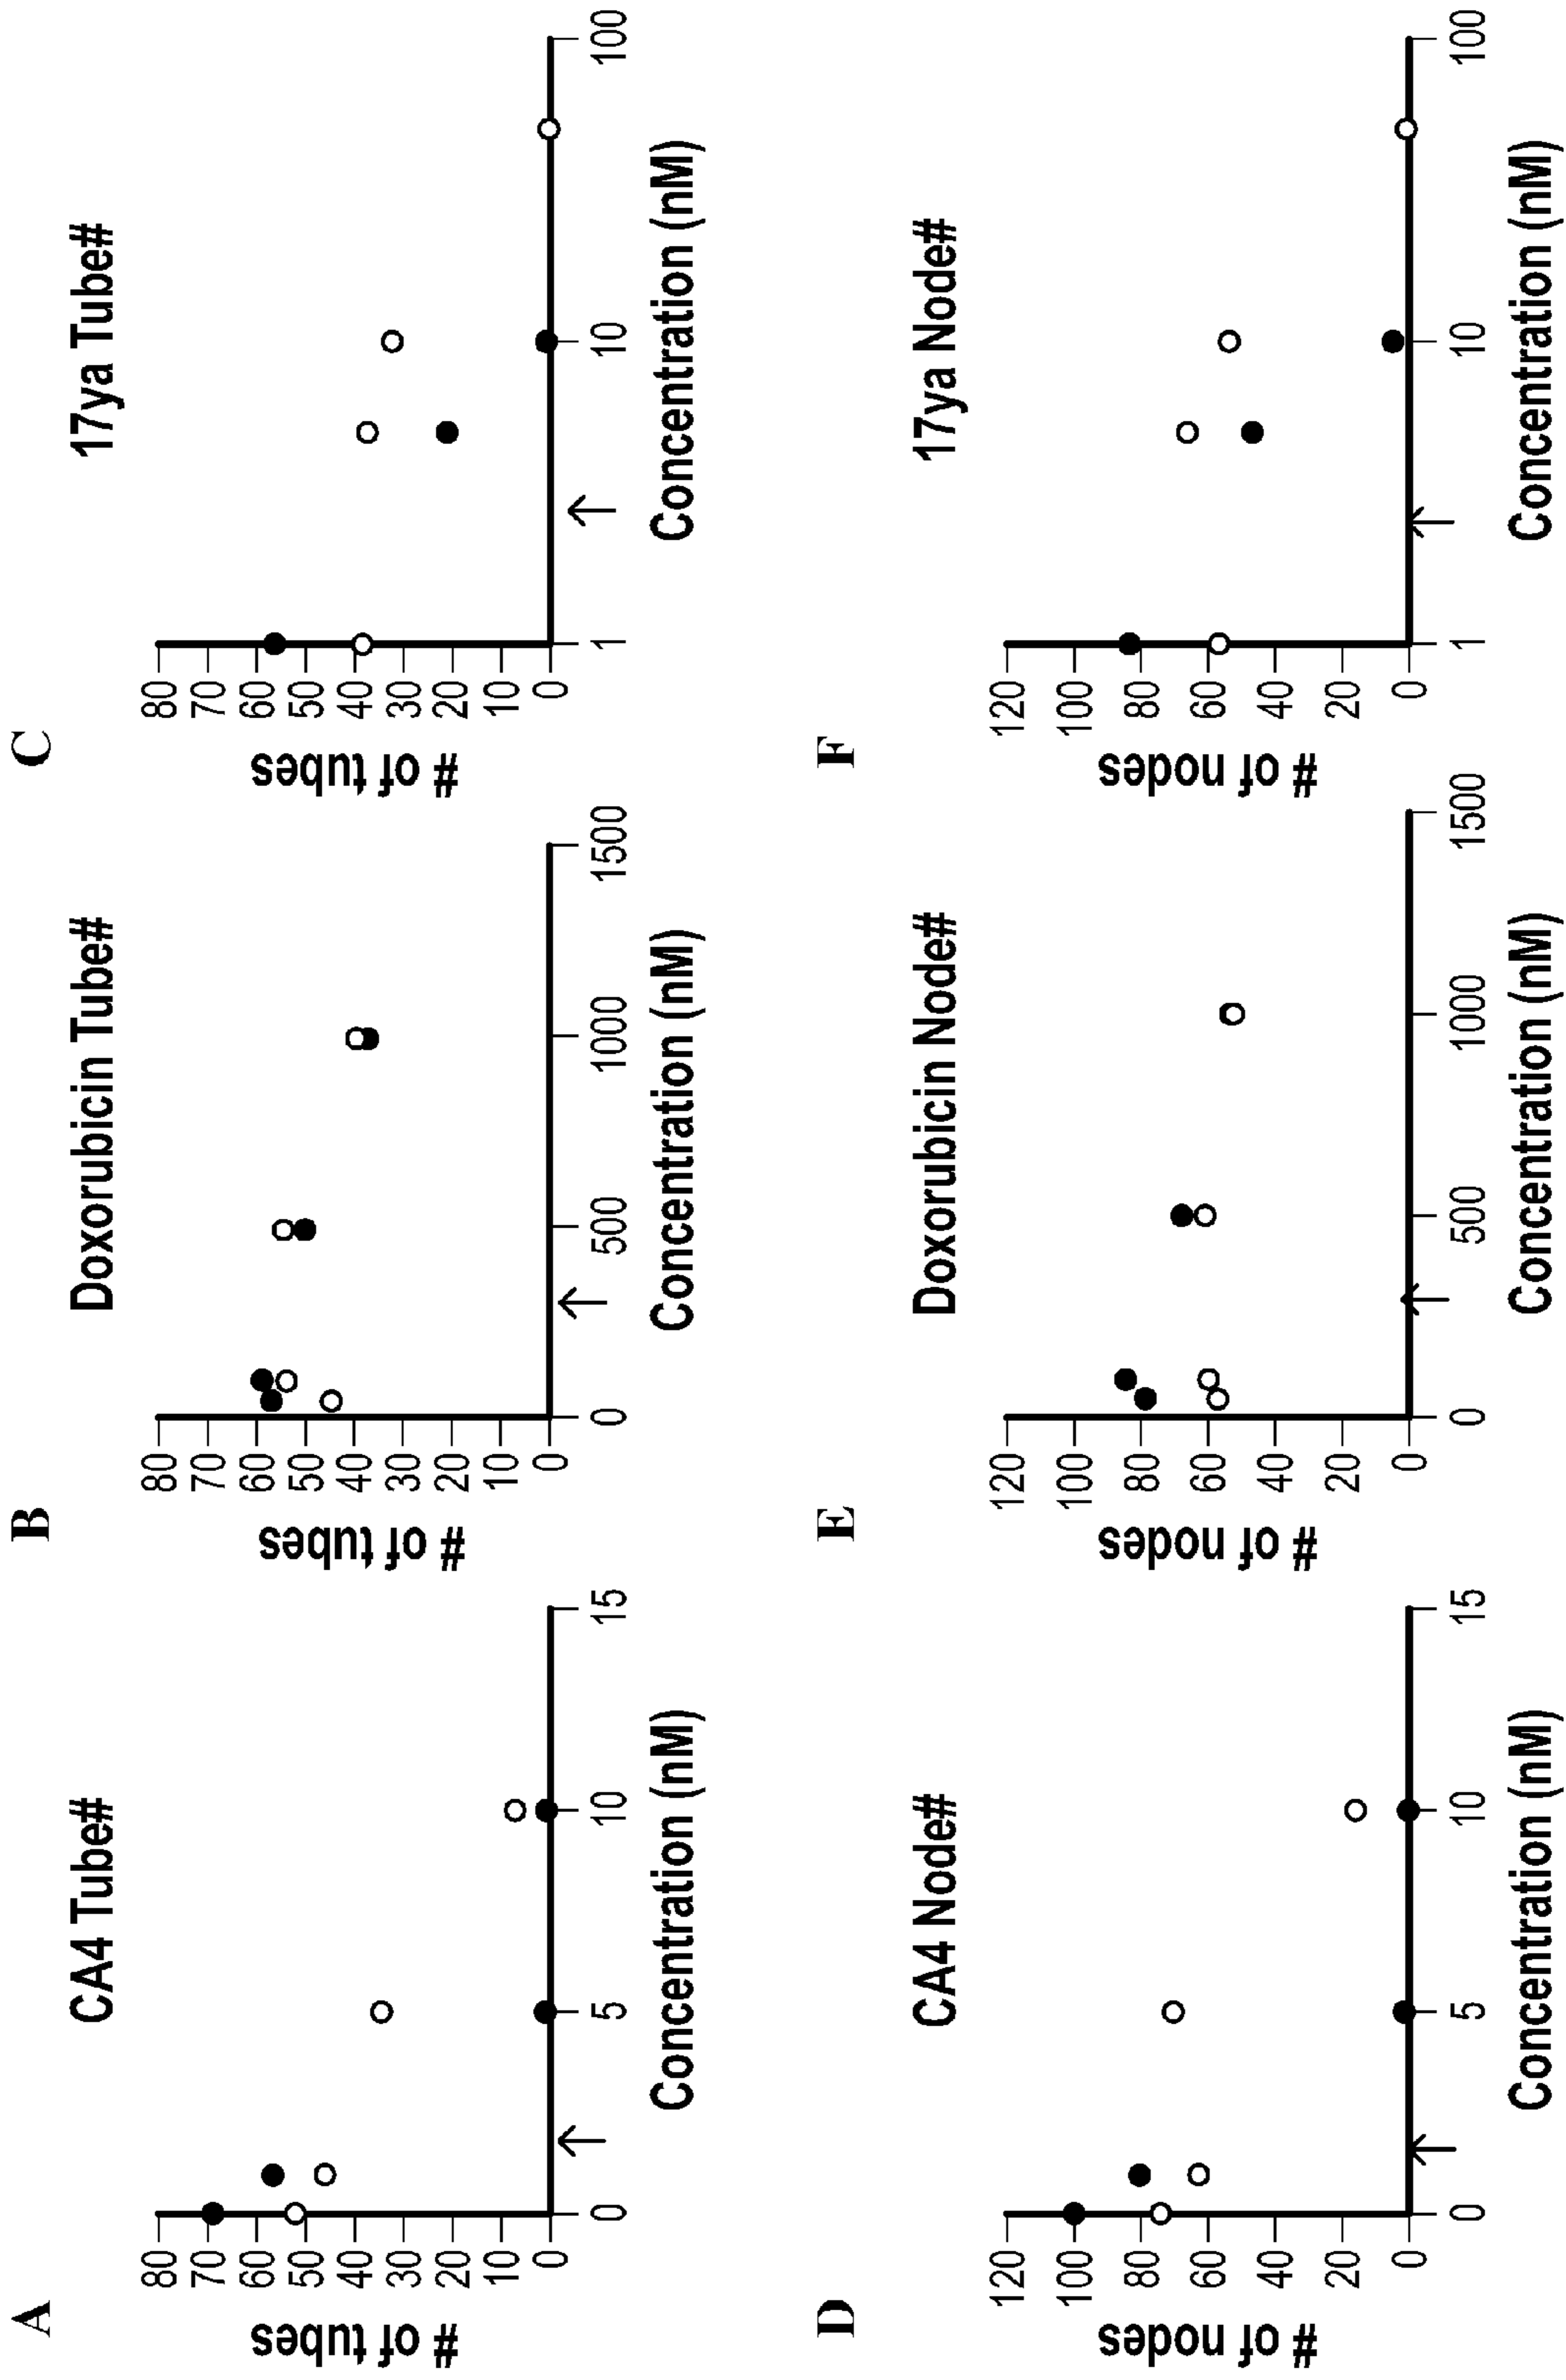 A
CA4 Tube#
# of tubes
80
70
60
50
40
30
20
10
0
0 5 10 15
Concentration (nM)
B
Doxorubicin Tube#
# of tubes
80
70
60
50
40
30
20
10
0
0 500 1000 1500
Concentration (nM)
C
17ya Tube#
# of tubes
80
70
60
50
40
30
20
10
0
1 10 100
Concentration (nM)
D
CA4 Node#
# of nodes
120
100
80
60
40
20
0
0 5 10 15
Concentration (nM)
E
Doxorubicin Node#
# of nodes
120
100
80
60
40
20
0
0 500 1000 1500
Concentration (nM)
F
17ya Node#
# of nodes
120
100
80
60
40
20
0
1 10 100
Concentration (nM)